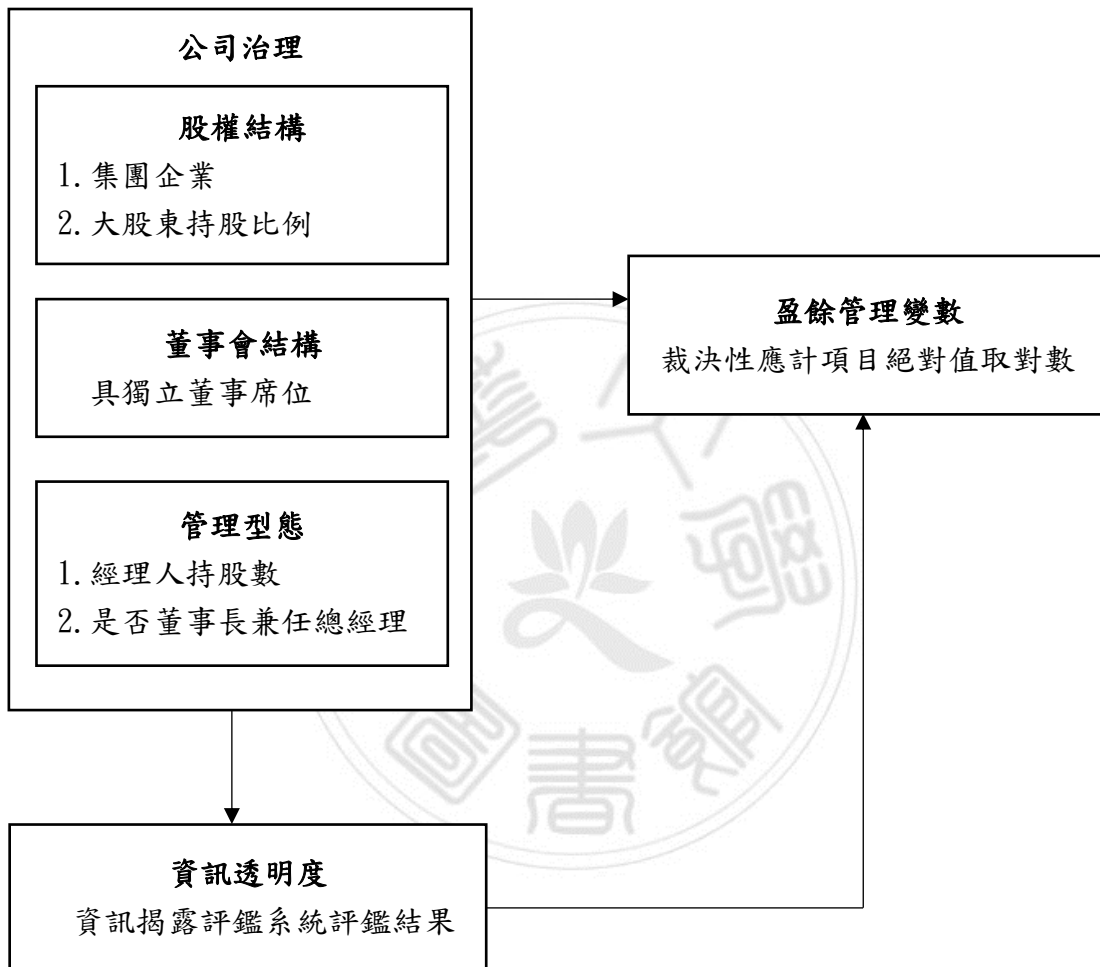 公司治理
股權結構
1.集團企業
2.大股東持股比例
董事會結構
具獨立董事席位
管理型態
1.經理人持股數
2.是否董事長兼任總經理
盈餘管理變數
裁決性應計項目絕對值取對數
資訊透明度
資訊揭露評鑑系統評鑑結果
書